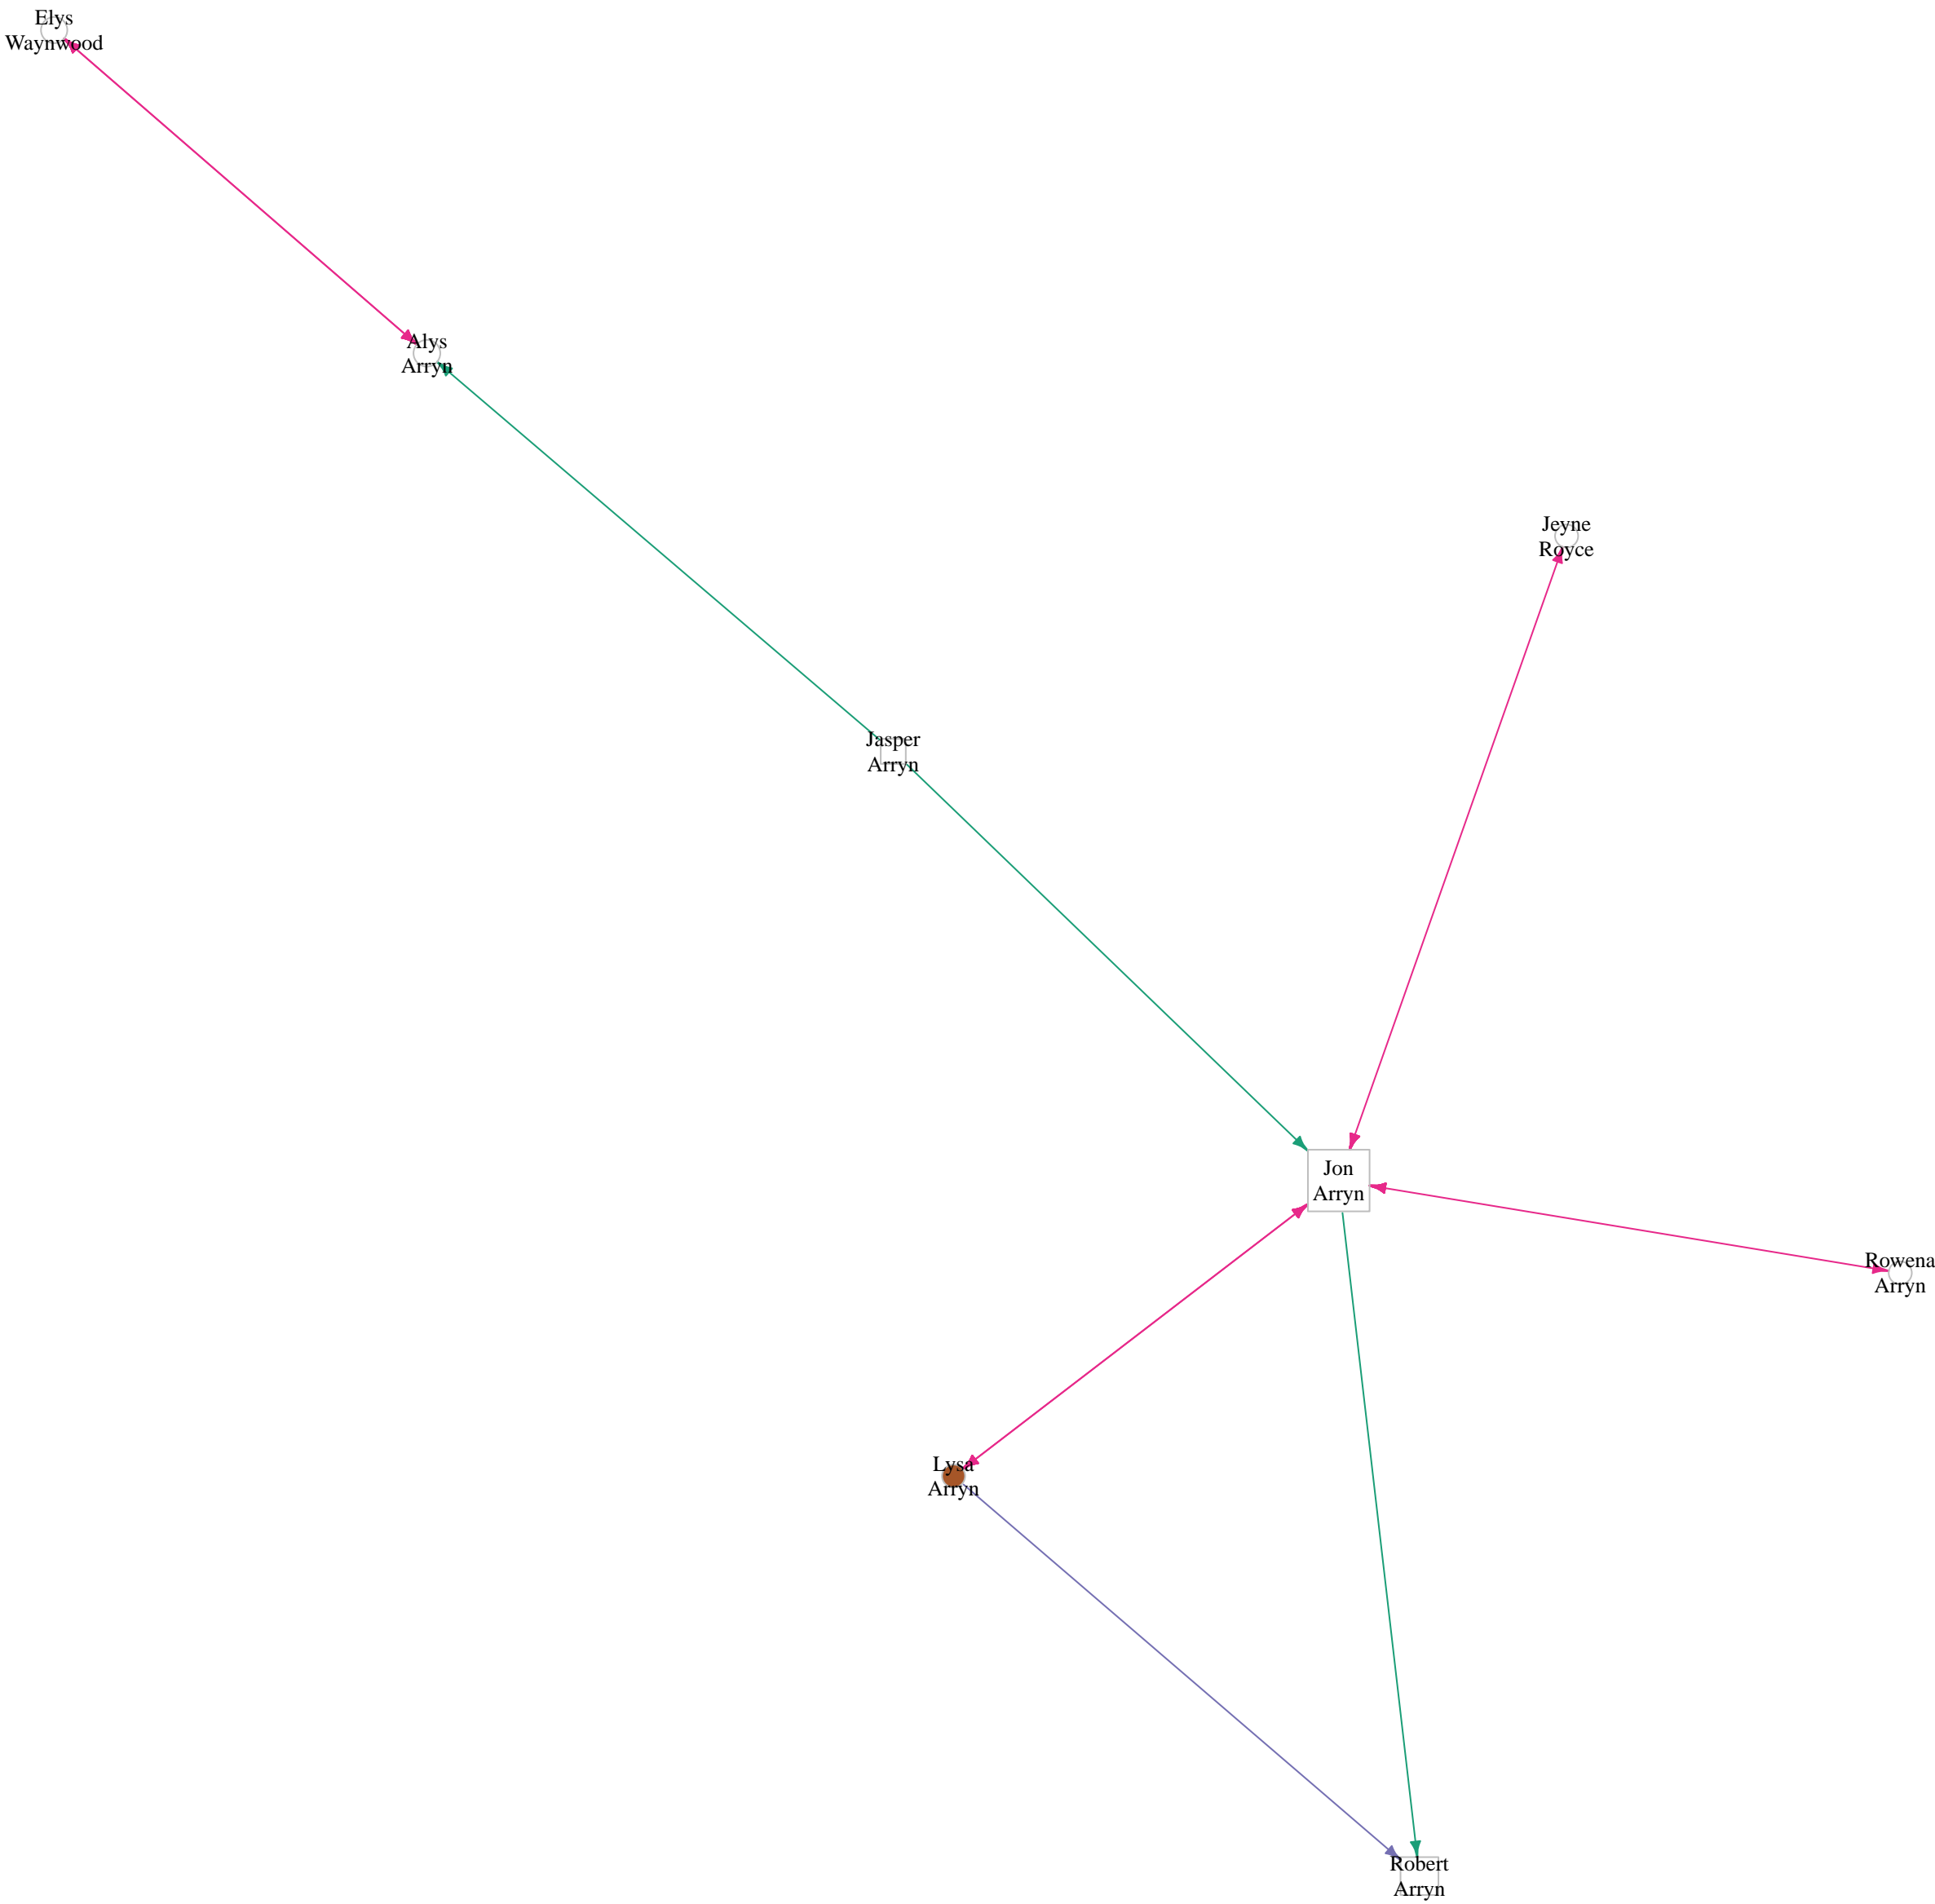 Elys
Waynwood
Alys
Arryn
Jeyne
Royce
Jasper
Arryn
Jon
Arryn
Rowena
Arryn
Lysa
Arryn
Robert
Arryn